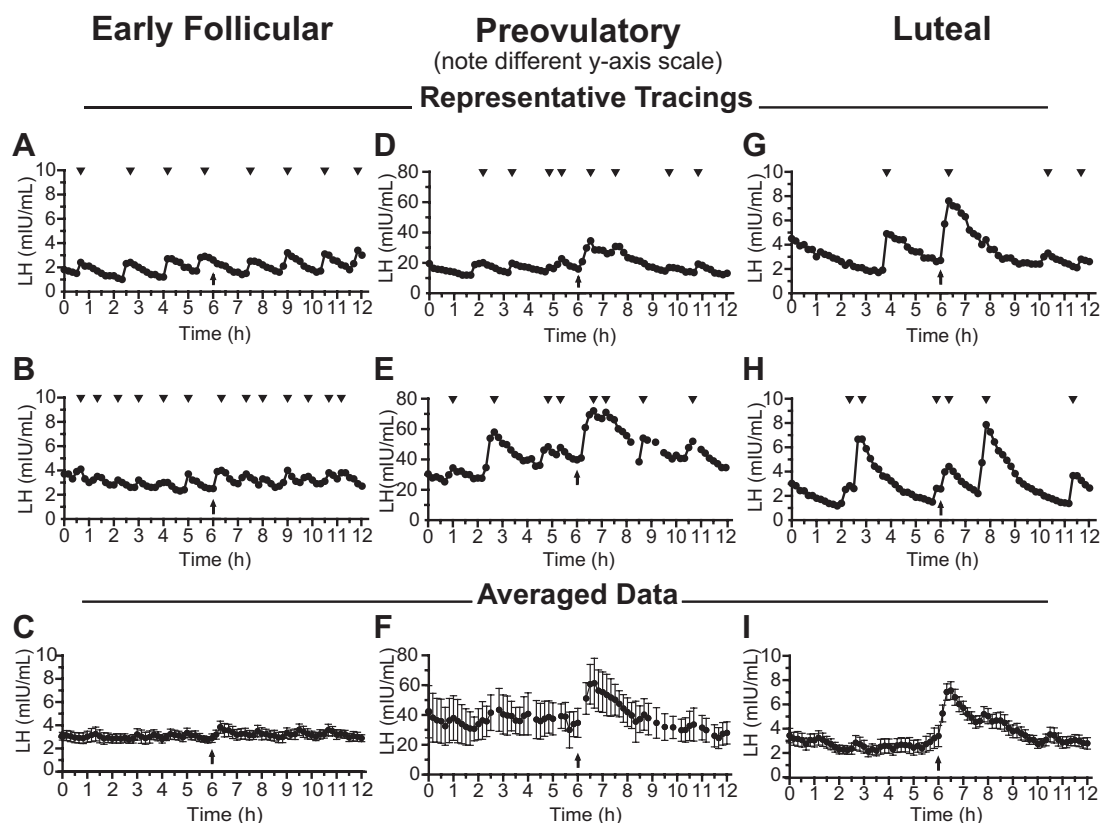 Early Follicular
Preovulatory
(note different y-axis scale)
Luteal
Representative Tracings
A
LH (mIU/mL)
10
8
6
4
2
0
0 1 2 3 4 5 6 7 8 9 10 11 12
Time (h)
D
LH (mIU/mL)
80
60
40
20
0
0 1 2 3 4 5 6 7 8 9 10 11 12
Time (h)
G
LH (mIU/mL)
10
8
6
4
2
0
0 1 2 3 4 5 6 7 8 9 10 11 12
Time (h)
B
LH (mIU/mL)
10
8
6
4
2
0
0 1 2 3 4 5 6 7 8 9 10 11 12
Time (h)
E
LH (mIU/mL)
80
60
40
20
0
0 1 2 3 4 5 6 7 8 9 10 11 12
Time (h)
H
LH (mIU/mL)
10
8
6
4
2
0
0 1 2 3 4 5 6 7 8 9 10 11 12
Time (h)
Averaged Data
C
LH (mIU/mL)
10
8
6
4
2
0
0 1 2 3 4 5 6 7 8 9 10 11 12
Time (h)
F
LH (mIU/mL)
80
60
40
20
0
0 1 2 3 4 5 6 7 8 9 10 11 12
Time (h)
I
LH (mIU/mL)
10
8
6
4
2
0
0 1 2 3 4 5 6 7 8 9 10 11 12
Time (h)